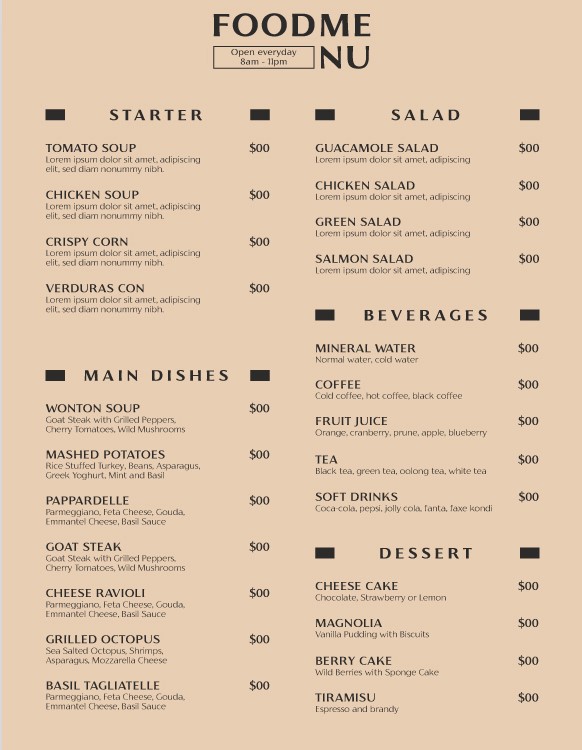 FOODME
NU
Open everyday
8am - 11pm
STARTER
TOMATO SOUP $00
Lorem ipsum dolor sit amet, adipiscing
elit, sed diam nonummy nibh.
CHICKEN SOUP $00
Lorem ipsum dolor sit amet, adipiscing
elit, sed diam nonummy nibh.
CRISPY CORN $00
Lorem ipsum dolor sit amet, adipiscing
elit, sed diam nonummy nibh.
VERDURAS CON $00
Lorem ipsum dolor sit amet, adipiscing
elit, sed diam nonummy nibh.
MAIN DISHES
WONTON SOUP $00
Goat Steak with Grilled Peppers,
Cherry Tomatoes, Wild Mushrooms
MASHED POTATOES $00
Rice Stuffed Turkey, Beans, Asparagus,
Greek Yoghurt, Mint and Basil
PAPPARDELLE $00
Parmeggiano, Feta Cheese, Gouda,
Emmantel Cheese, Basil Sauce
GOAT STEAK $00
Goat Steak with Grilled Peppers,
Cherry Tomatoes, Wild Mushrooms
CHEESE RAVIOLI $00
Parmeggiano, Feta Cheese, Gouda,
Emmantel Cheese, Basil Sauce
GRILLED OCTOPUS $00
Sea Salted Octopus, Shrimps,
Asparagus, Mozzarella Cheese
BASIL TAGLIATELLE $00
Parmeggiano, Feta Cheese, Gouda,
Emmantel Cheese, Basil Sauce
SALAD
GUACAMOLE SALAD $00
Lorem ipsum dolor sit amet, adipiscing
CHICKEN SALAD $00
Lorem ipsum dolor sit amet, adipiscing
GREEN SALAD $00
Lorem ipsum dolor sit amet, adipiscing
SALMON SALAD $00
Lorem ipsum dolor sit amet, adipiscing
BEVERAGES
MINERAL WATER $00
Normal water, cold water
COFFEE $00
Cold coffee, hot coffee, black coffee
FRUIT JUICE $00
Orange, cranberry, prune, apple, blueberry
TEA $00
Black tea, green tea, oolong tea, white tea
SOFT DRINKS $00
Coca-cola, pepsi, jolly cola, fanta, faxe kondi
DESSERT
CHEESE CAKE $00
Chocolate, Strawberry or Lemon
MAGNOLIA $00
Vanilla Pudding with Biscuits
BERRY CAKE $00
Wild Berries with Sponge Cake
TIRAMISU $00
Espresso and brandy